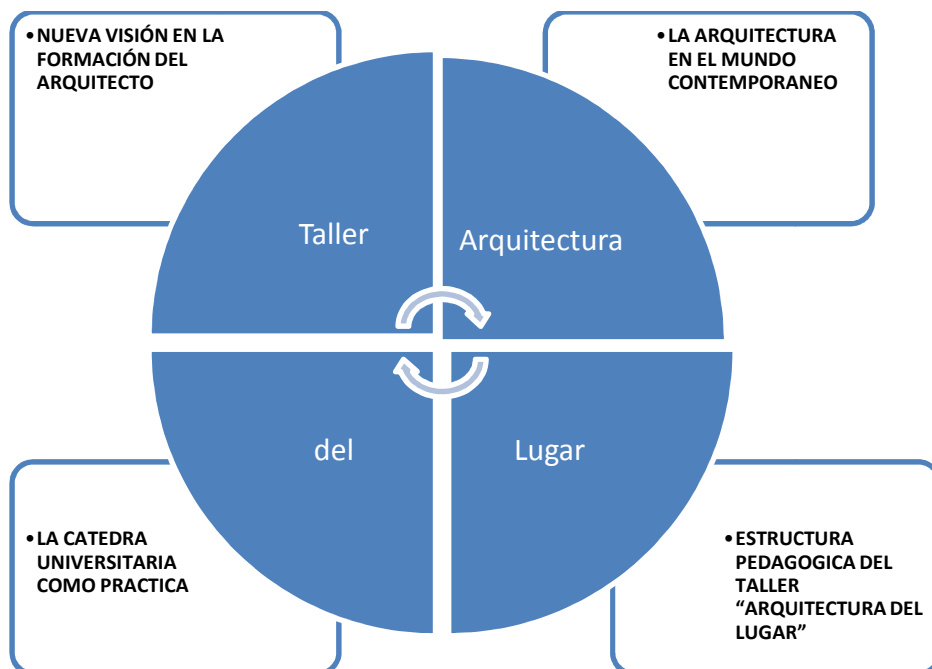 •NUEVA VISIÓN EN LA
FORMACIÓN DEL
ARQUITECTO
•LA ARQUITECTURA
EN EL MUNDO
CONTEMPORANEO
Taller
Arquitectura
del
Lugar
•LA CATEDRA
UNIVERSITARIA
COMO PRACTICA
•ESTRUCTURA
PEDAGOGICA DEL
TALLER
“ARQUITECTURA DEL
LUGAR”